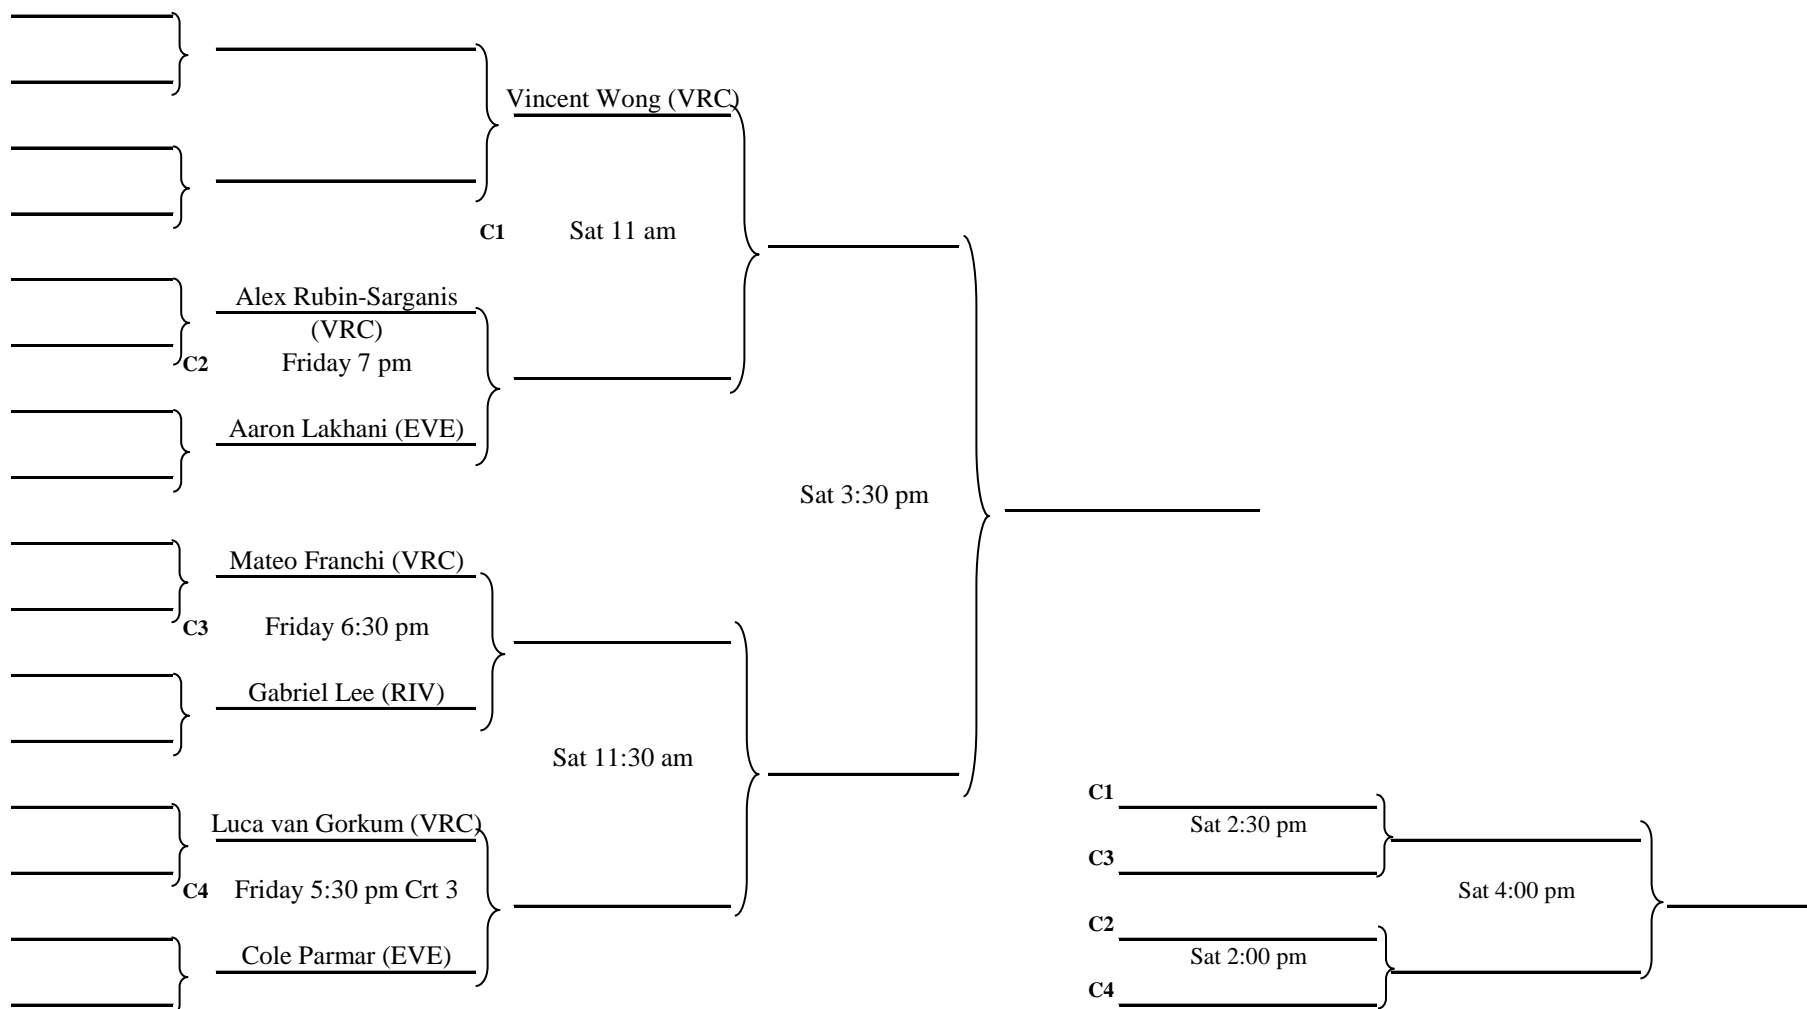 Vincent Wong (VRC)
C1 Sat 11 am
Alex Rubin-Sarganis
(VRC)
C2 Friday 7 pm
Aaron Lakhani (EVE)
Sat 3:30 pm
Mateo Franchi (VRC)
C3 Friday 6:30 pm
Gabriel Lee (RIV)
Sat 11:30 am
Luca van Gorkum (VRC)
C4 Friday 5:30 pm Crt 3
Cole Parmar (EVE)
C1
Sat 2:30 pm
C3
Sat 4:00 pm
C2
Sat 2:00 pm
C4